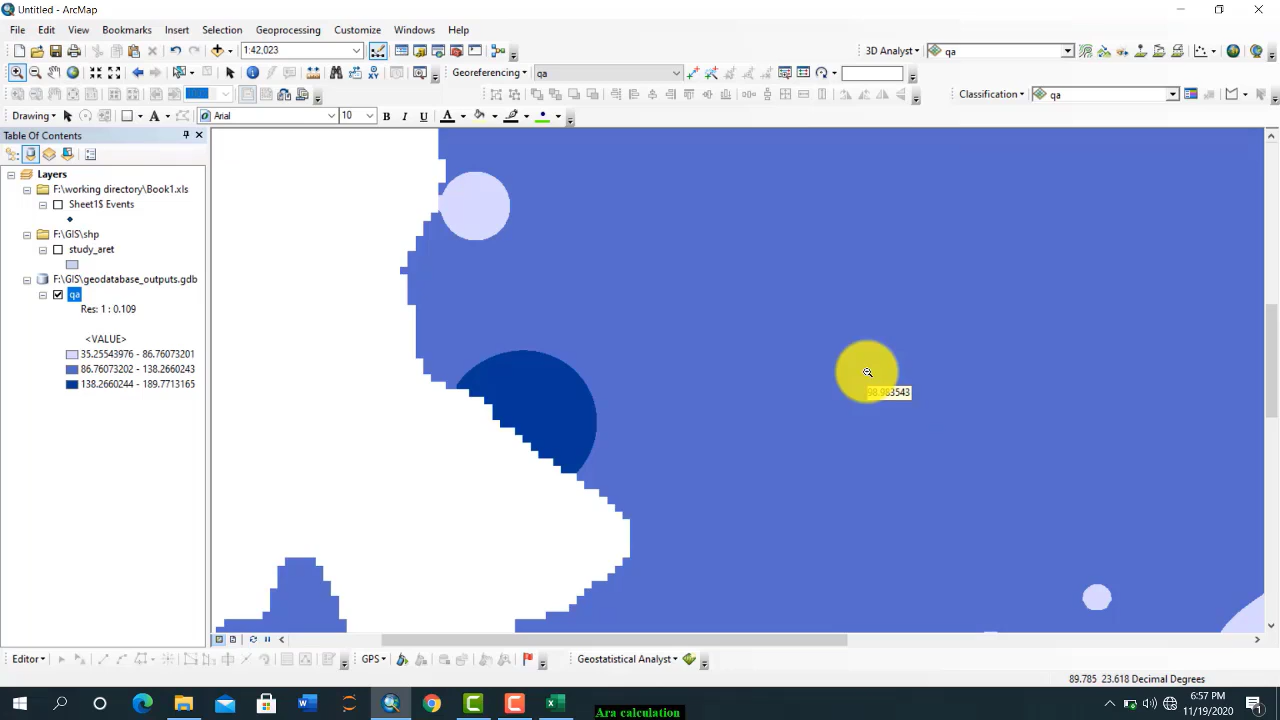 Untitled - ArcMap
File Edit View Bookmarks Insert Selection Geoprocessing Customize Windows Help
1:42,023
3D Analyst qa
Georeferencing qa
Classification qa
Drawing Arial 10 B I U A
Table Of Contents
Layers
F:\working directory\Book1.xls
Sheet1$ Events
F:\GIS\shp
study_aret
F:\GIS\geodatabase_outputs.gdb
qa
Res: 1 : 0.109
<VALUE>
35.25543976 - 86.76073201
86.76073202 - 138.2660243
138.2660244 - 189.7713165
98.983543
Editor GPS Geostatistical Analyst
89.785 23.618 Decimal Degrees
6:57 PM
11/19/2020
Ara calculation